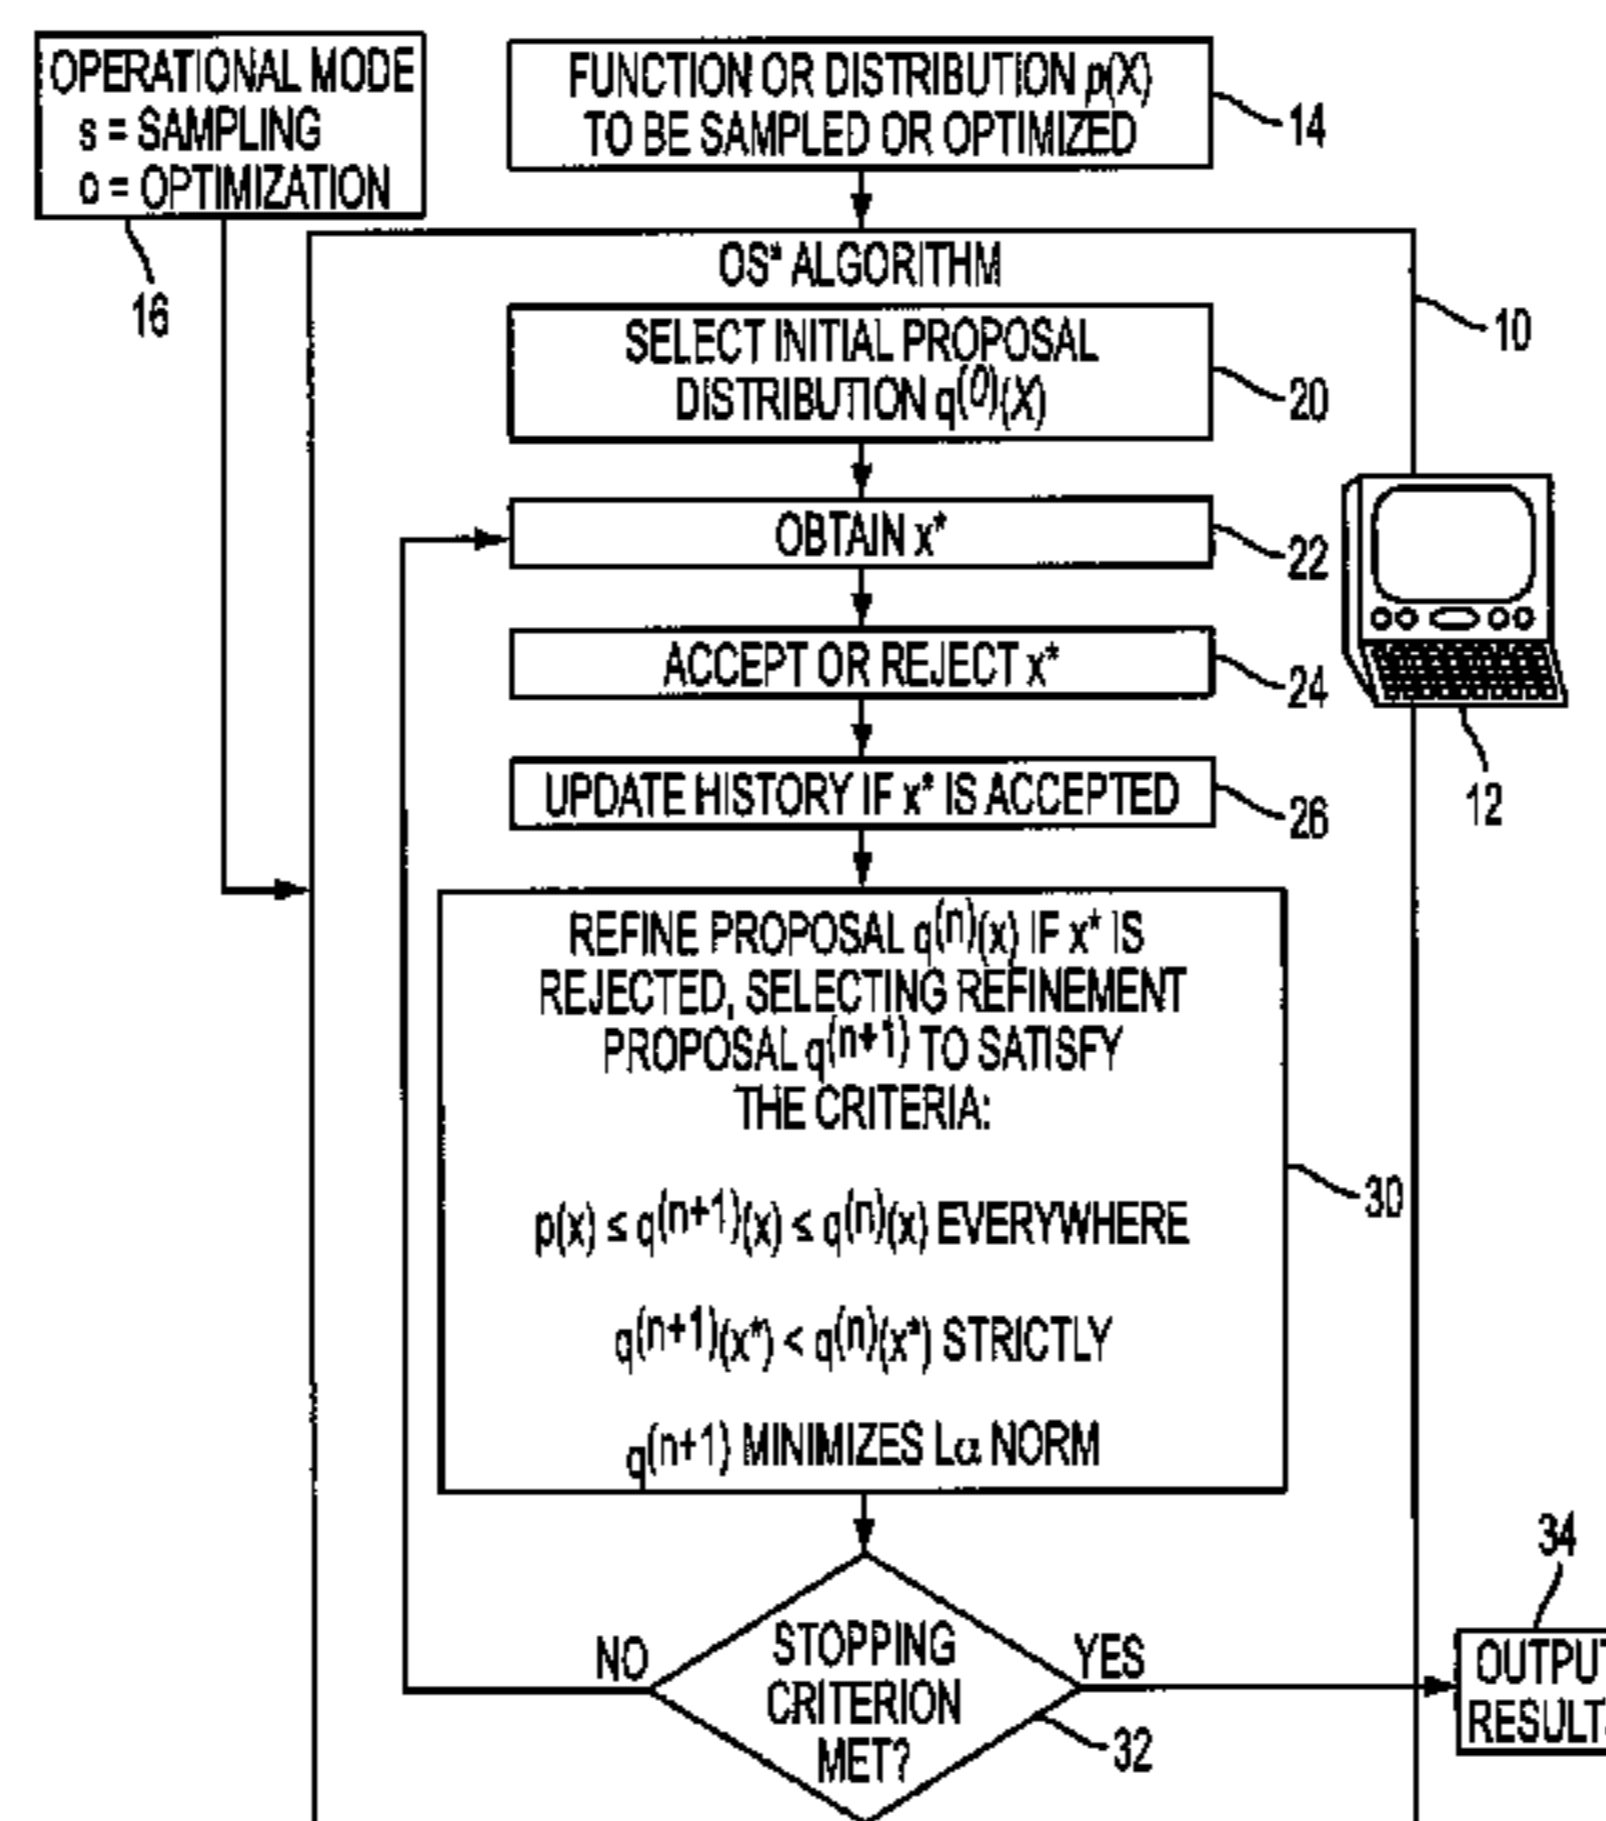 OPERATIONAL MODE
s = SAMPLING
o = OPTIMIZATION
16
FUNCTION OR DISTRIBUTION p(X)
TO BE SAMPLED OR OPTIMIZED
14
OS* ALGORITHM
10
SELECT INITIAL PROPOSAL
DISTRIBUTION q(0)(X)
20
OBTAIN x*
22
ACCEPT OR REJECT x*
24
12
UPDATE HISTORY IF x* IS ACCEPTED
26
REFINE PROPOSAL q(n)(x) IF x* IS
REJECTED, SELECTING REFINEMENT
PROPOSAL q(n+1) TO SATISFY
THE CRITERIA:
p(x) ≤ q(n+1)(x) ≤ q(n)(x) EVERYWHERE
q(n+1)(x*) < q(n)(x*) STRICTLY
q(n+1) MINIMIZES Lα NORM
30
STOPPING
CRITERION
MET?
NO
YES
32
34
OUTPUT
RESULTS